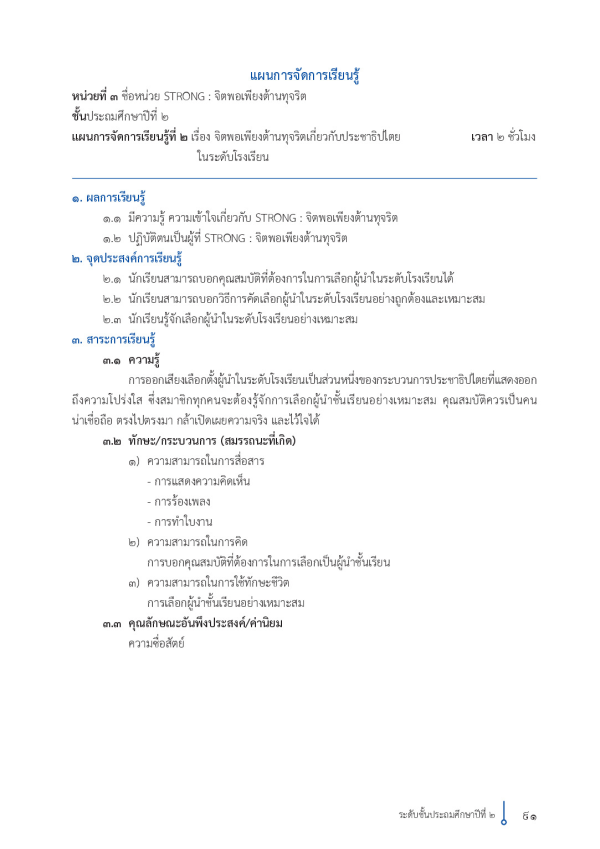 แผนการจัดการเรียนรู้
หน่วยที่ ๓ ชื่อหน่วย STRONG : จิตพอเพียงต้านทุจริต
ชั้นประถมศึกษาปีที่ ๒
แผนการจัดการเรียนรู้ที่ ๒ เรื่อง จิตพอเพียงต้านทุจริตเกี่ยวกับประชาธิปไตย เวลา ๒ ชั่วโมง
ในระดับโรงเรียน
๑. ผลการเรียนรู้
๑.๑ มีความรู้ ความเข้าใจเกี่ยวกับ STRONG : จิตพอเพียงต้านทุจริต
๑.๒ ปฏิบัติตนเป็นผู้ที่ STRONG : จิตพอเพียงต้านทุจริต
๒. จุดประสงค์การเรียนรู้
๒.๑ นักเรียนสามารถบอกคุณสมบัติที่ต้องการในการเลือกผู้นำในระดับโรงเรียนได้
๒.๒ นักเรียนสามารถบอกวิธีการคัดเลือกผู้นำในระดับโรงเรียนอย่างถูกต้องและเหมาะสม
๒.๓ นักเรียนรู้จักเลือกผู้นำในระดับโรงเรียนอย่างเหมาะสม
๓. สาระการเรียนรู้
๓.๑ ความรู้
การออกเสียงเลือกตั้งผู้นำในระดับโรงเรียนเป็นส่วนหนึ่งของกระบวนการประชาธิปไตยที่แสดงออก
ถึงความโปร่งใส ซึ่งสมาชิกทุกคนจะต้องรู้จักการเลือกผู้นำชั้นเรียนอย่างเหมาะสม คุณสมบัติควรเป็นคน
น่าเชื่อถือ ตรงไปตรงมา กล้าเปิดเผยความจริง และไว้ใจได้
๓.๒ ทักษะ/กระบวนการ (สมรรถนะที่เกิด)
๑) ความสามารถในการสื่อสาร
- การแสดงความคิดเห็น
- การร้องเพลง
- การทำใบงาน
๒) ความสามารถในการคิด
การบอกคุณสมบัติที่ต้องการในการเลือกเป็นผู้นำชั้นเรียน
๓) ความสามารถในการใช้ทักษะชีวิต
การเลือกผู้นำชั้นเรียนอย่างเหมาะสม
๓.๓ คุณลักษณะอันพึงประสงค์/ค่านิยม
ความซื่อสัตย์
ระดับชั้นประถมศึกษาปีที่ ๒ ๕๑